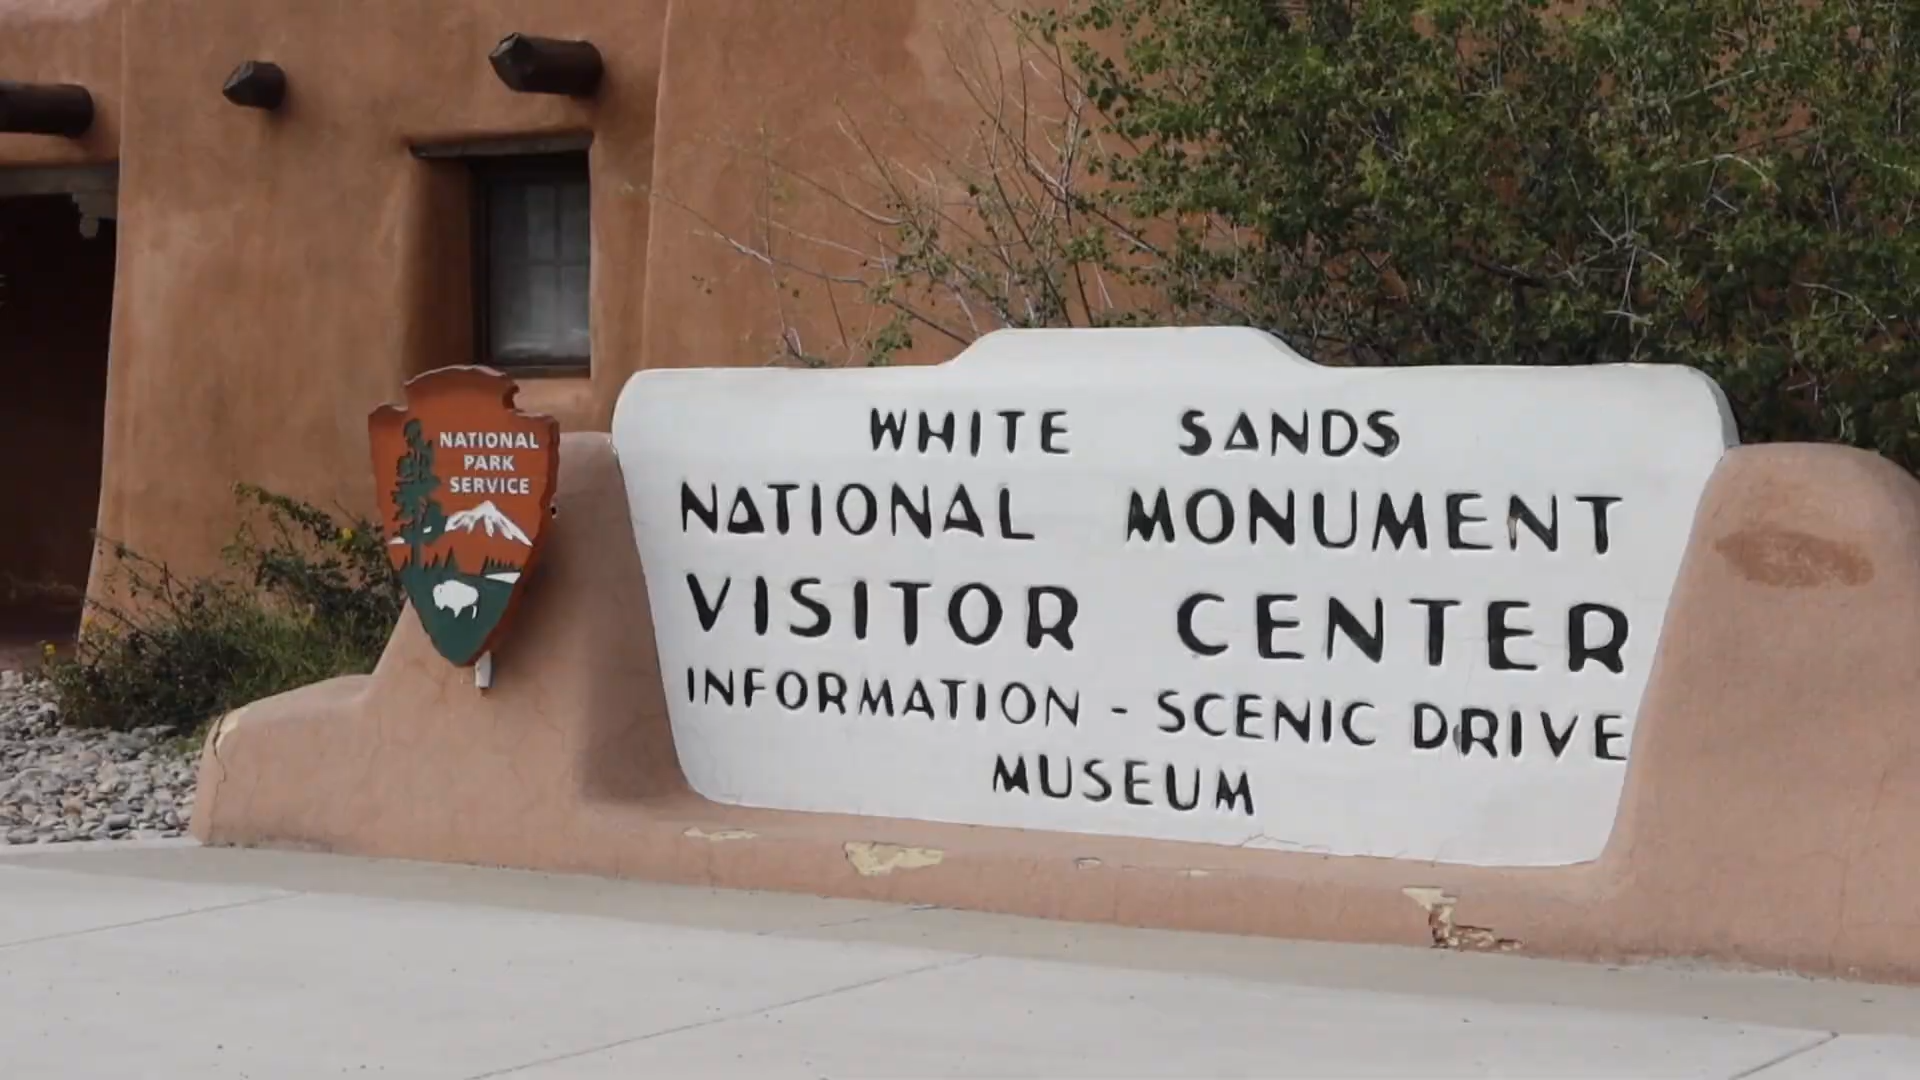 NATIONAL
PARK
SERVICE
WHITE SANDS
NATIONAL MONUMENT
VISITOR CENTER
INFORMATION - SCENIC DRIVE
MUSEUM